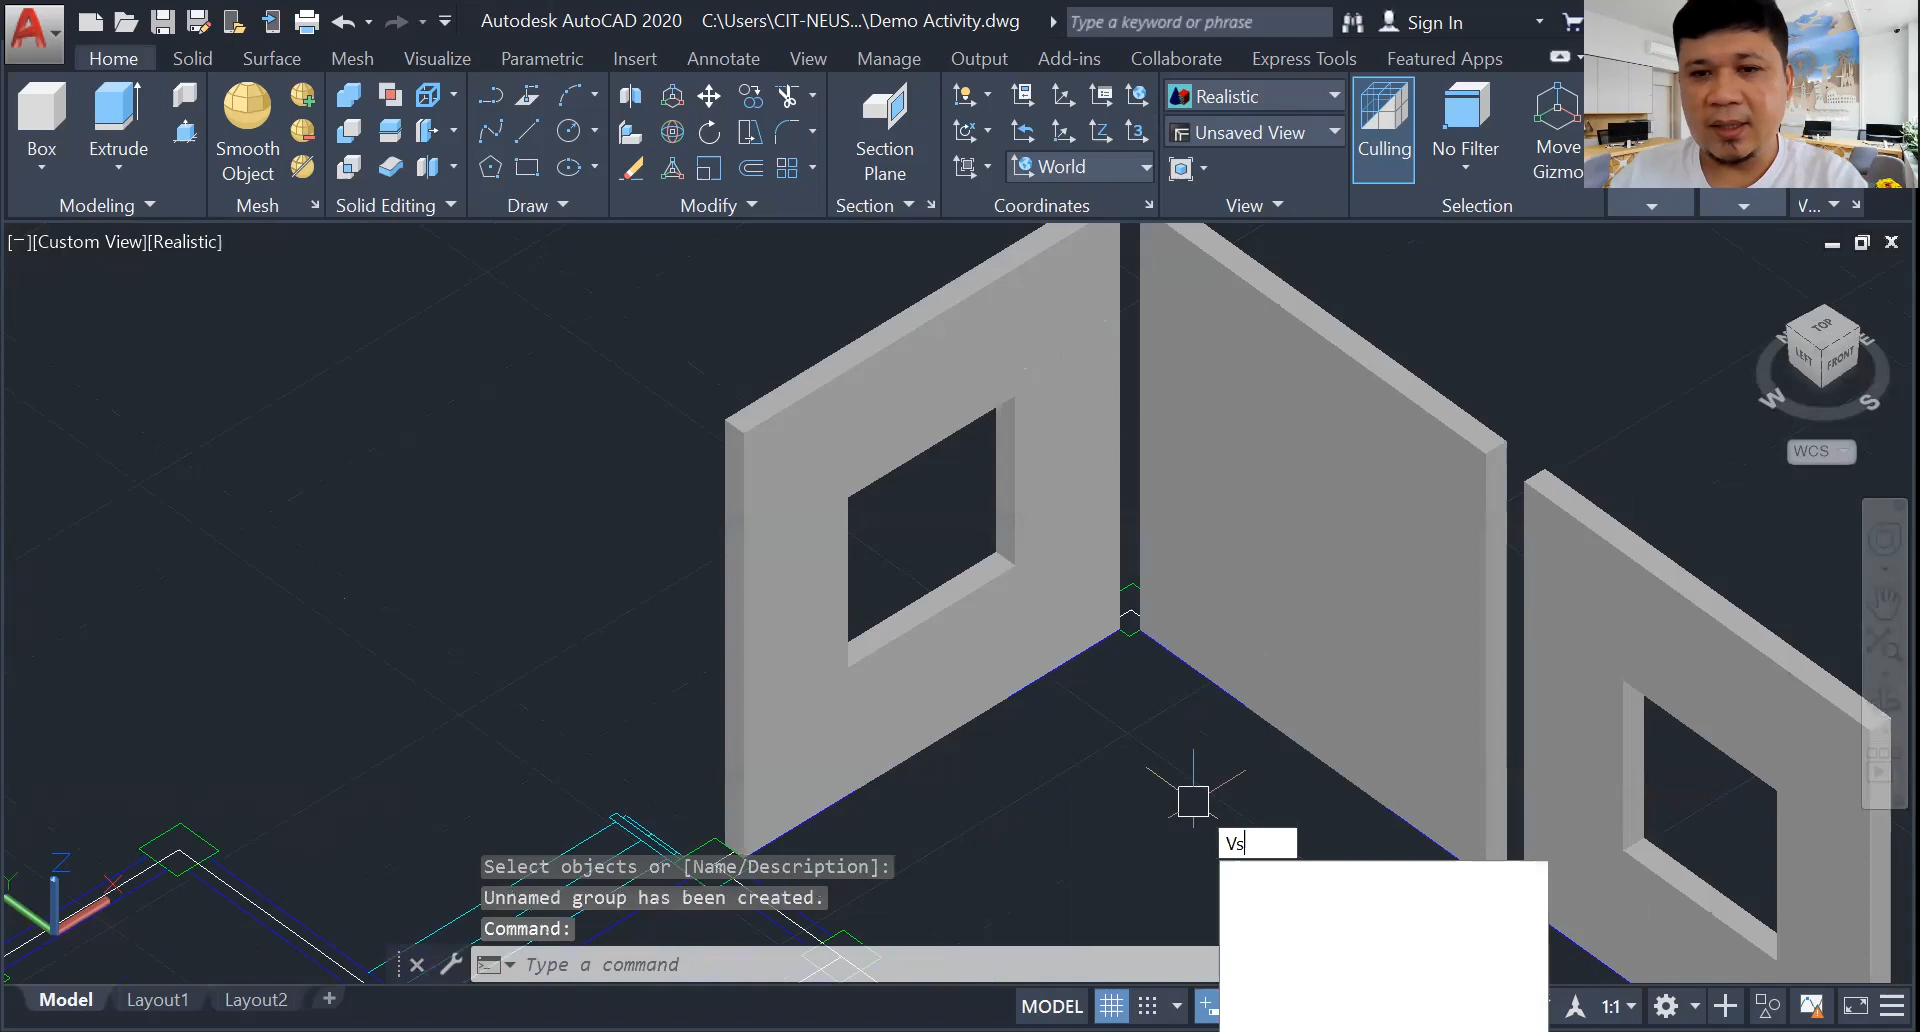 Autodesk AutoCAD 2020 C:\Users\CIT-NEUS...\Demo Activity.dwg
Type a keyword or phrase
Sign In
Home Solid Surface Mesh Visualize Parametric Insert Annotate View Manage Output Add-ins Collaborate Express Tools Featured Apps
Box
Extrude
Smooth Object
Section Plane
Realistic
Unsaved View
World
Culling
No Filter
Move Gizmo
Modeling Mesh Solid Editing Draw Modify Section Coordinates View Selection V...
[−][Custom View][Realistic]
TOP
LEFT
FRONT
W
S
WCS
Z
X
Y
Vs
Select objects or [Name/Description]:
Unnamed group has been created.
Command:
Type a command
Model Layout1 Layout2 +
MODEL
1:1